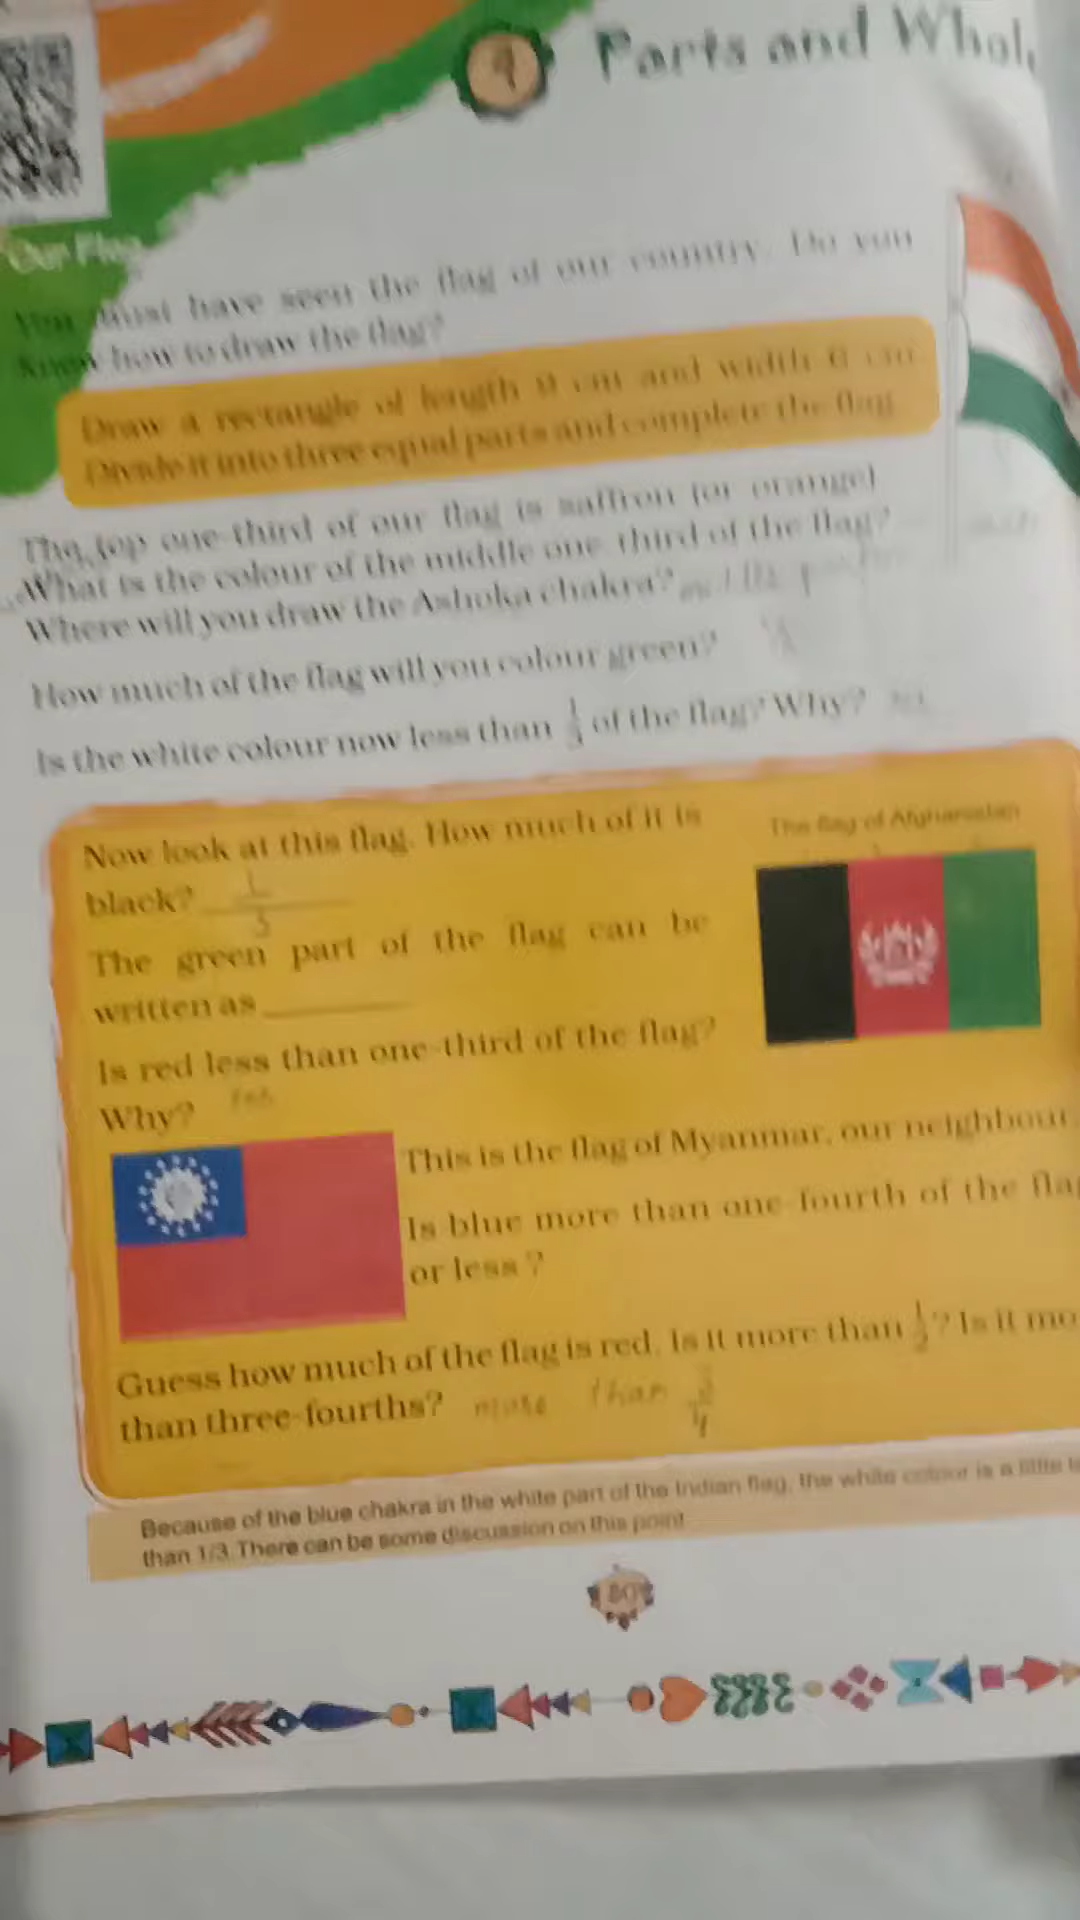 Parts and Whol
Our Flag
You must have seen the flag of our country. Do you
know how to draw the flag?
Draw a rectangle of length 9 cm and width 6 cm.
Divide it into three equal parts and complete the flag.
The top one-third of our flag is saffron (or orange).
What is the colour of the middle one-third of the flag?
Where will you draw the Ashoka chakra?
How much of the flag will you colour green?
Is the white colour now less than 1/3 of the flag? Why?
Now look at this flag. How much of it is
black? 1/3
The flag of Afghanistan
The green part of the flag can be
written as
Is red less than one-third of the flag?
Why?
This is the flag of Myanmar, our neighbour.
Is blue more than one-fourth of the flag
or less ?
Guess how much of the flag is red. Is it more than 1/2? Is it mo
than three-fourths? more than 3/4
Because of the blue chakra in the white part of the Indian flag, the white colour is a little
than 1/3. There can be some discussion on this point.
80